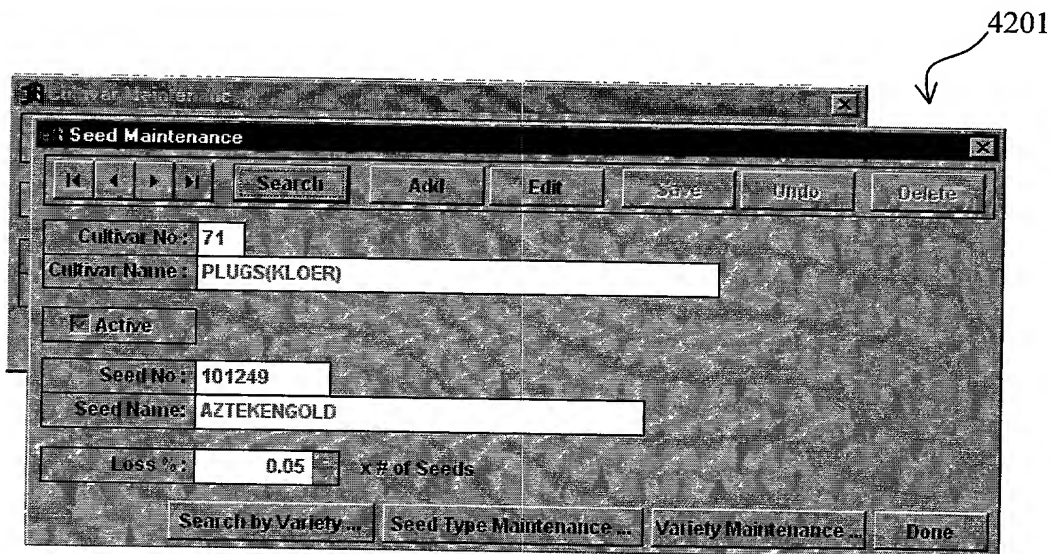 4201
Seed Maintenance
Search Add Edit Save Undo Delete
Cultivar No: 71
Cultivar Name: PLUGS(KLOER)
Active
Seed No: 101249
Seed Name: AZTEKENGOLD
Loss %: 0.05 x # of Seeds
Search by Variety ... Seed Type Maintenance ... Variety Maintenance ... Done